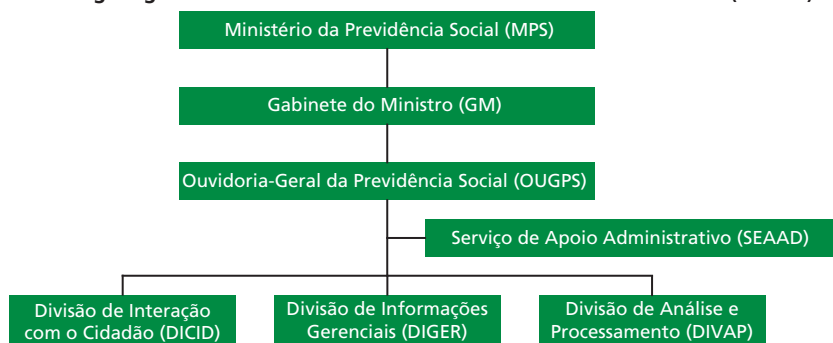 Ministério da Previdência Social (MPS)
Gabinete do Ministro (GM)
Ouvidoria-Geral da Previdência Social (OUGPS)
Serviço de Apoio Administrativo (SEAAD)
Divisão de Interação
com o Cidadão (DICID)
Divisão de Informações
Gerenciais (DIGER)
Divisão de Análise e
Processamento (DIVAP)